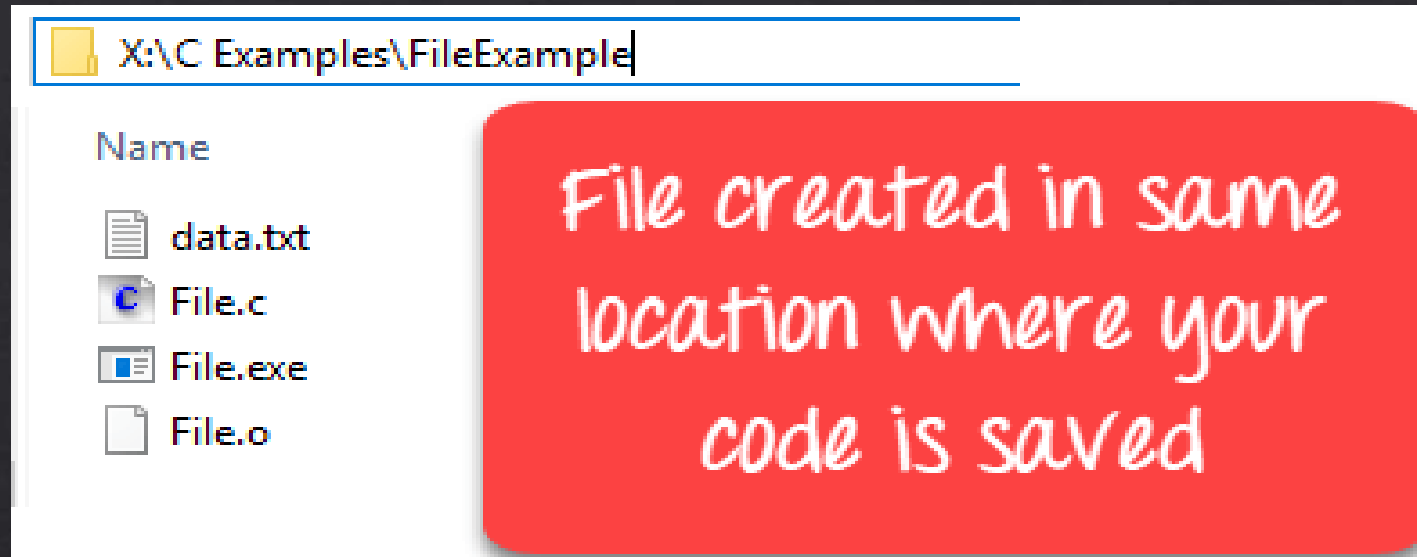 X:\C Examples\FileExample
Name
data.txt
File.c
File.exe
File.o
File created in same
location where your
code is saved